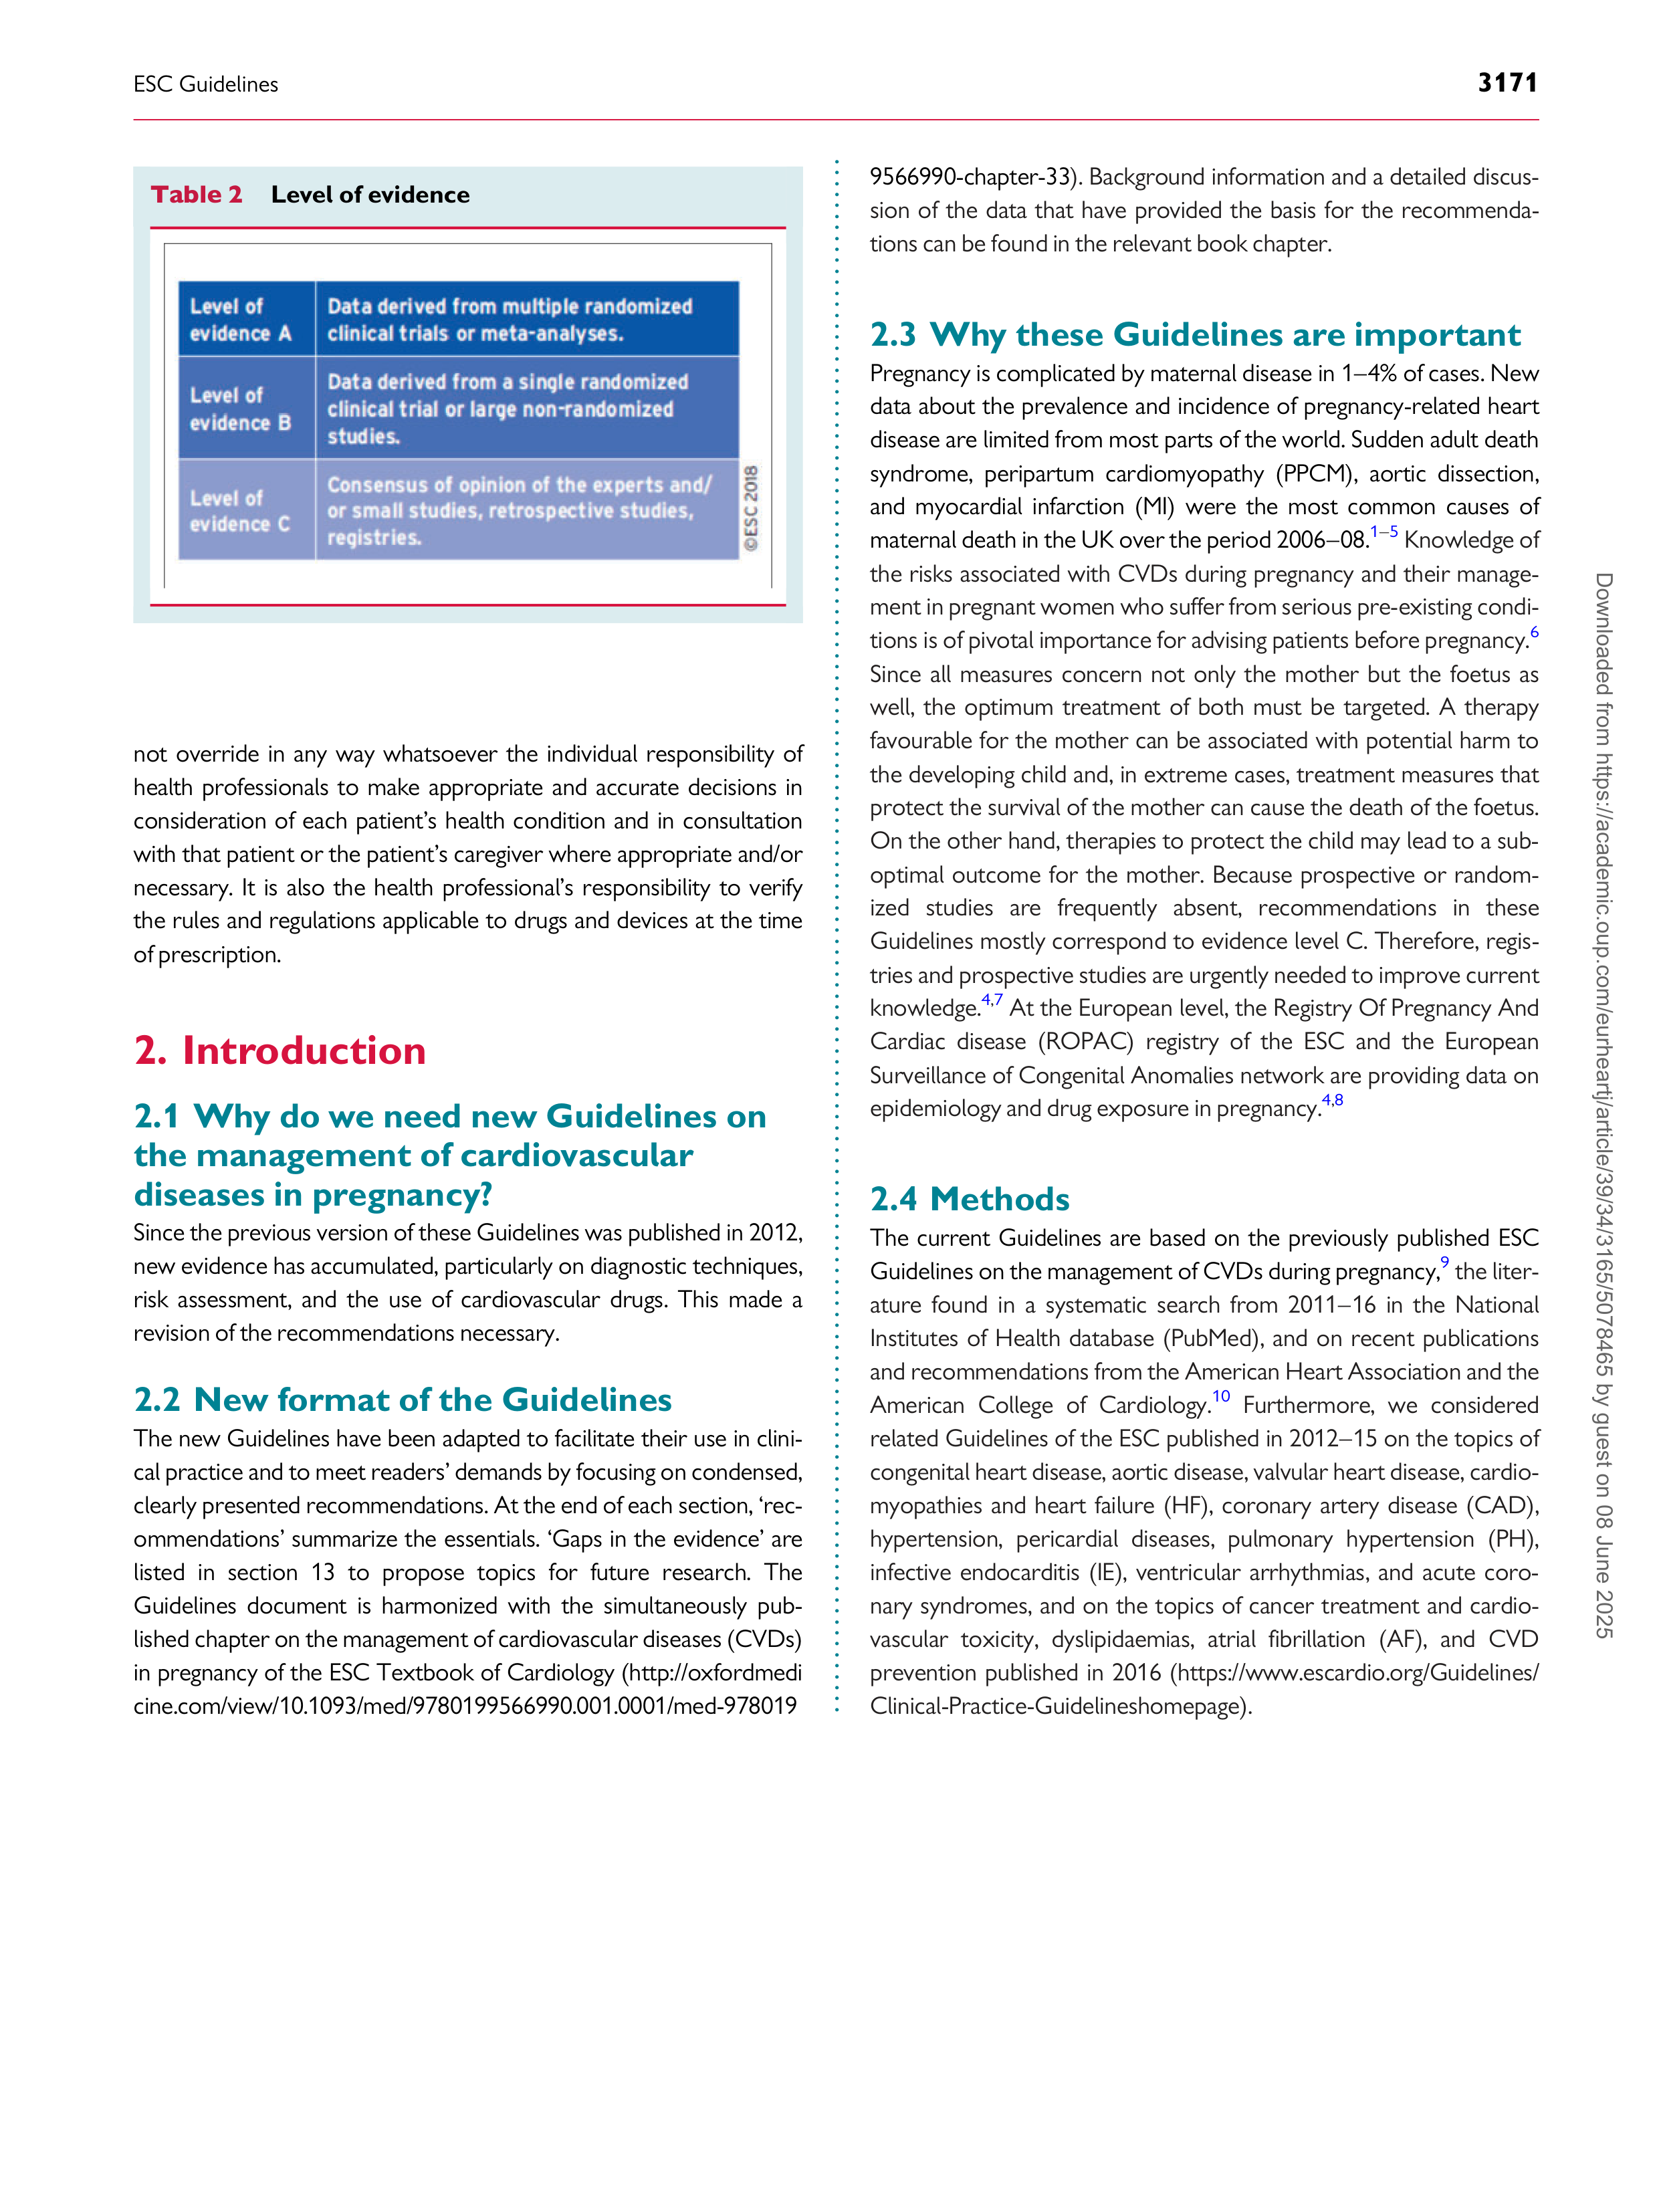 ESC Guidelines
3171
Table 2 Level of evidence
Level of
evidence A
Data derived from multiple randomized
clinical trials or meta-analyses.
Level of
evidence B
Data derived from a single randomized
clinical trial or large non-randomized
studies.
Level of
evidence C
Consensus of opinion of the experts and/
or small studies, retrospective studies,
registries.
©ESC 2018
not override in any way whatsoever the individual responsibility of
health professionals to make appropriate and accurate decisions in
consideration of each patient's health condition and in consultation
with that patient or the patient's caregiver where appropriate and/or
necessary. It is also the health professional's responsibility to verify
the rules and regulations applicable to drugs and devices at the time
of prescription.
2. Introduction
2.1 Why do we need new Guidelines on
the management of cardiovascular
diseases in pregnancy?
Since the previous version of these Guidelines was published in 2012,
new evidence has accumulated, particularly on diagnostic techniques,
risk assessment, and the use of cardiovascular drugs. This made a
revision of the recommendations necessary.
2.2 New format of the Guidelines
The new Guidelines have been adapted to facilitate their use in clini-
cal practice and to meet readers' demands by focusing on condensed,
clearly presented recommendations. At the end of each section, 'rec-
ommendations' summarize the essentials. 'Gaps in the evidence' are
listed in section 13 to propose topics for future research. The
Guidelines document is harmonized with the simultaneously pub-
lished chapter on the management of cardiovascular diseases (CVDs)
in pregnancy of the ESC Textbook of Cardiology (http://oxfordmedi
cine.com/view/10.1093/med/9780199566990.001.0001/med-978019
9566990-chapter-33). Background information and a detailed discus-
sion of the data that have provided the basis for the recommenda-
tions can be found in the relevant book chapter.
2.3 Why these Guidelines are important
Pregnancy is complicated by maternal disease in 1–4% of cases. New
data about the prevalence and incidence of pregnancy-related heart
disease are limited from most parts of the world. Sudden adult death
syndrome, peripartum cardiomyopathy (PPCM), aortic dissection,
and myocardial infarction (MI) were the most common causes of
maternal death in the UK over the period 2006–08.1–5 Knowledge of
the risks associated with CVDs during pregnancy and their manage-
ment in pregnant women who suffer from serious pre-existing condi-
tions is of pivotal importance for advising patients before pregnancy.6
Since all measures concern not only the mother but the foetus as
well, the optimum treatment of both must be targeted. A therapy
favourable for the mother can be associated with potential harm to
the developing child and, in extreme cases, treatment measures that
protect the survival of the mother can cause the death of the foetus.
On the other hand, therapies to protect the child may lead to a sub-
optimal outcome for the mother. Because prospective or random-
ized studies are frequently absent, recommendations in these
Guidelines mostly correspond to evidence level C. Therefore, regis-
tries and prospective studies are urgently needed to improve current
knowledge.4,7 At the European level, the Registry Of Pregnancy And
Cardiac disease (ROPAC) registry of the ESC and the European
Surveillance of Congenital Anomalies network are providing data on
epidemiology and drug exposure in pregnancy.4,8
2.4 Methods
The current Guidelines are based on the previously published ESC
Guidelines on the management of CVDs during pregnancy,9 the liter-
ature found in a systematic search from 2011–16 in the National
Institutes of Health database (PubMed), and on recent publications
and recommendations from the American Heart Association and the
American College of Cardiology.10 Furthermore, we considered
related Guidelines of the ESC published in 2012–15 on the topics of
congenital heart disease, aortic disease, valvular heart disease, cardio-
myopathies and heart failure (HF), coronary artery disease (CAD),
hypertension, pericardial diseases, pulmonary hypertension (PH),
infective endocarditis (IE), ventricular arrhythmias, and acute coro-
nary syndromes, and on the topics of cancer treatment and cardio-
vascular toxicity, dyslipidaemias, atrial fibrillation (AF), and CVD
prevention published in 2016 (https://www.escardio.org/Guidelines/
Clinical-Practice-Guidelineshomepage).
Downloaded from https://academic.oup.com/eurheartj/article/39/34/3165/5078465 by guest on 08 June 2025